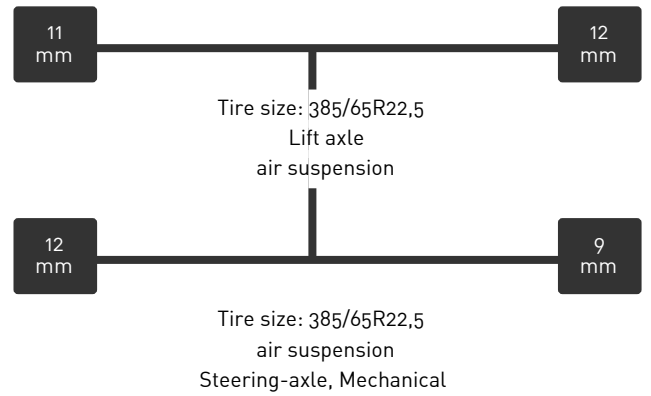 11
mm
12
mm
Tire size: 385/65R22,5
Lift axle
air suspension
12
mm
9
mm
Tire size: 385/65R22,5
air suspension
Steering-axle, Mechanical